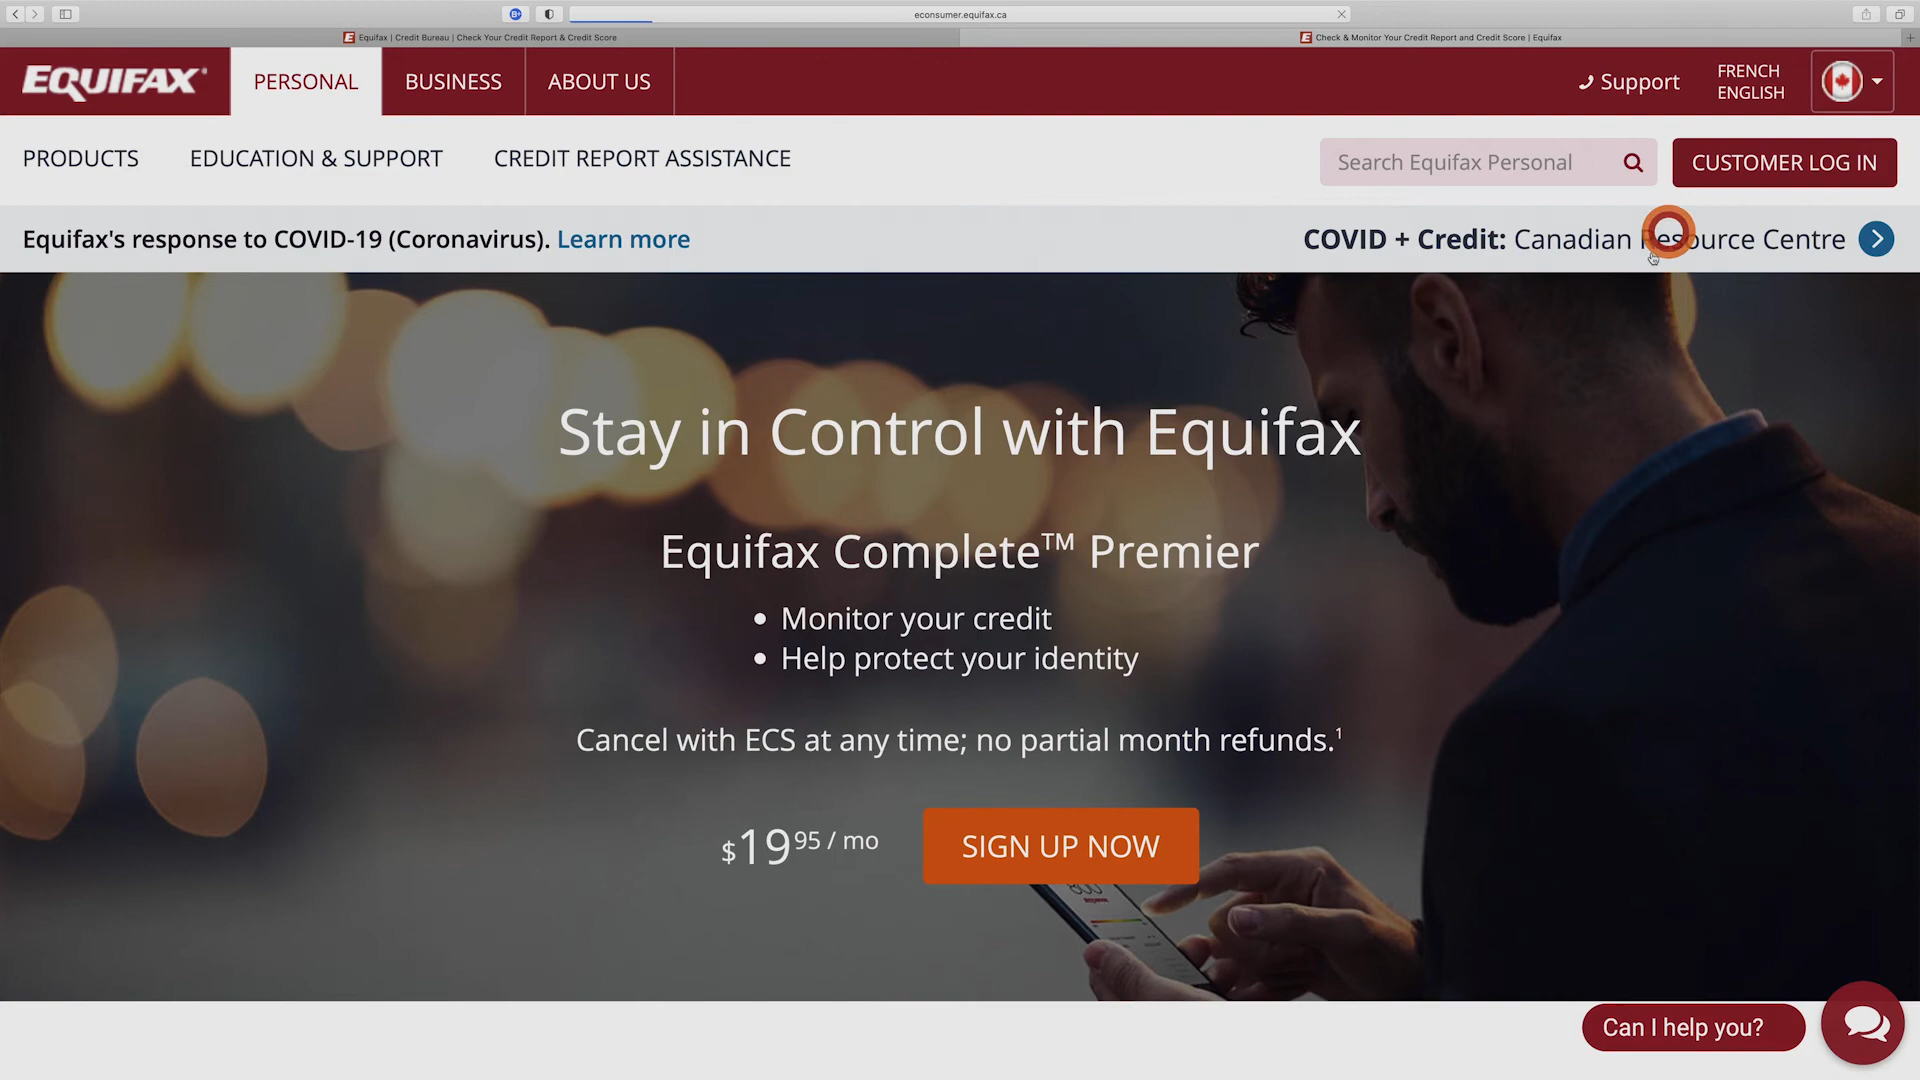 econsumer.equifax.ca
Equifax | Credit Bureau | Check Your Credit Report & Credit Score
Check & Monitor Your Credit Report and Credit Score | Equifax
EQUIFAX
PERSONAL
BUSINESS
ABOUT US
Support
FRENCH
ENGLISH
PRODUCTS
EDUCATION & SUPPORT
CREDIT REPORT ASSISTANCE
Search Equifax Personal
CUSTOMER LOG IN
Equifax's response to COVID-19 (Coronavirus). Learn more
COVID + Credit: Canadian Resource Centre
Stay in Control with Equifax
Equifax Complete™ Premier
• Monitor your credit
• Help protect your identity
Cancel with ECS at any time; no partial month refunds.¹
$19 95 / mo
SIGN UP NOW
Can I help you?